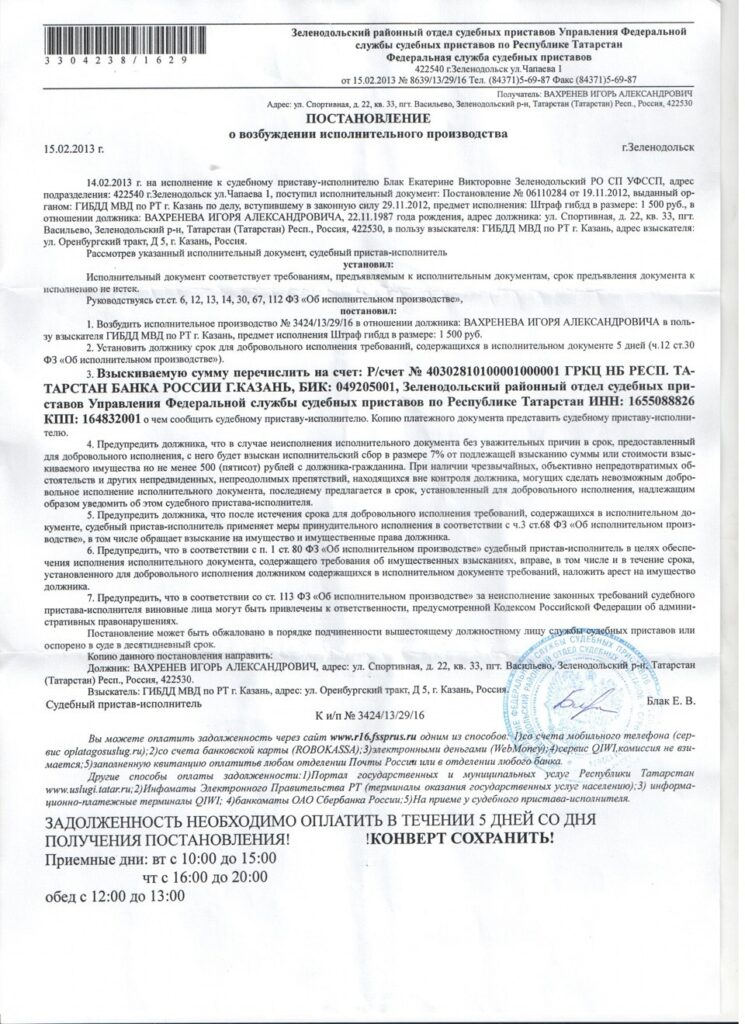 3304238/1629
Зеленодольский районный отдел судебных приставов Управления Федеральной
службы судебных приставов по Республике Татарстан
Федеральная служба судебных приставов
422540 г.Зеленодольск ул.Чапаева 1
от 15.02.2013 № 8639/13/29/16 Тел. (84371)5-69-87 Факс (84371)5-69-87
Получатель: ВАХРЕНЕВ ИГОРЬ АЛЕКСАНДРОВИЧ
Адрес: ул. Спортивная, д. 22, кв. 33, пгт. Васильево, Зеленодольский р-н, Татарстан (Татарстан) Респ., Россия, 422530
ПОСТАНОВЛЕНИЕ
о возбуждении исполнительного производства
15.02.2013 г. г.Зеленодольск
14.02.2013 г. на исполнение к судебному приставу-исполнителю Блак Екатерине Викторовне Зеленодольский РО СП УФССП, адрес
подразделения: 422540 г.Зеленодольск ул.Чапаева 1, поступил исполнительный документ: Постановление № 06110284 от 19.11.2012, выданный ор-
ганом: ГИБДД МВД по РТ г. Казань по делу, вступившему в законную силу 29.11.2012, предмет исполнения: Штраф гибдд в размере: 1 500 руб., в
отношении должника: ВАХРЕНЕВА ИГОРЯ АЛЕКСАНДРОВИЧА, 22.11.1987 года рождения, адрес должника: ул. Спортивная, д. 22, кв. 33, пгт.
Васильево, Зеленодольский р-н, Татарстан (Татарстан) Респ., Россия, 422530, в пользу взыскателя: ГИБДД МВД по РТ г. Казань, адрес взыскателя:
ул. Оренбургский тракт, Д 5, г. Казань, Россия.
Рассмотрев указанный исполнительный документ, судебный пристав-исполнитель
установил:
Исполнительный документ соответствует требованиям, предъявляемым к исполнительным документам, срок предъявления документа к
исполнению не истек.
Руководствуясь ст.ст. 6, 12, 13, 14, 30, 67, 112 ФЗ «Об исполнительном производстве»,
постановил:
1. Возбудить исполнительное производство № 3424/13/29/16 в отношении должника: ВАХРЕНЕВА ИГОРЯ АЛЕКСАНДРОВИЧА в поль-
зу взыскателя ГИБДД МВД по РТ г. Казань, предмет исполнения Штраф гибдд в размере: 1 500 руб.
2. Установить должнику срок для добровольного исполнения требований, содержащихся в исполнительном документе 5 дней (ч.12 ст.30
ФЗ «Об исполнительном производстве»).
3. Взыскиваемую сумму перечислить на счет: Р/счет № 40302810100001000001 ГРКЦ НБ РЕСП. ТА-
ТАРСТАН БАНКА РОССИИ Г.КАЗАНЬ, БИК: 049205001, Зеленодольский районный отдел судебных при-
ставов Управления Федеральной службы судебных приставов по Республике Татарстан ИНН: 1655088826
КПП: 164832001 о чем сообщить судебному приставу-исполнителю. Копию платежного документа представить судебному приставу-исполни-
телю.
4. Предупредить должника, что в случае неисполнения исполнительного документа без уважительных причин в срок, предоставленный
для добровольного исполнения, с него будет взыскан исполнительский сбор в размере 7% от подлежащей взысканию суммы или стоимости взыс-
киваемого имущества но не менее 500 (пятисот) рублей с должника-гражданина. При наличии чрезвычайных, объективно непредотвратимых об-
стоятельств и других непредвиденных, непреодолимых препятствий, находящихся вне контроля должника, могущих сделать невозможным добро-
вольное исполнение исполнительного документа, последнему предлагается в срок, установленный для добровольного исполнения, надлежащим
образом уведомить об этом судебного пристава-исполнителя.
5. Предупредить должника, что после истечения срока для добровольного исполнения требований, содержащихся в исполнительном до-
кументе, судебный пристав-исполнитель применяет меры принудительного исполнения в соответствии с ч.3 ст.68 ФЗ «Об исполнительном произ-
водстве», в том числе обращает взыскание на имущество и имущественные права должника.
6. Предупредить, что в соответствии с п. 1 ст. 80 ФЗ «Об исполнительном производстве» судебный пристав-исполнитель в целях обеспе-
чения исполнения исполнительного документа, содержащего требования об имущественных взысканиях, вправе, в том числе и в течение срока,
установленного для добровольного исполнения должником содержащихся в исполнительном документе требований, наложить арест на имущество
должника.
7. Предупредить, что в соответствии со ст. 113 ФЗ «Об исполнительном производстве» за неисполнение законных требований судебного
пристава-исполнителя виновные лица могут быть привлечены к ответственности, предусмотренной Кодексом Российской Федерации об админи-
стративных правонарушениях.
Постановление может быть обжаловано в порядке подчиненности вышестоящему должностному лицу службы судебных приставов или
оспорено в суде в десятидневный срок.
Копию данного постановления направить:
Должник: ВАХРЕНЕВ ИГОРЬ АЛЕКСАНДРОВИЧ, адрес: ул. Спортивная, д. 22, кв. 33, пгт. Васильево, Зеленодольский р-н, Татарстан
(Татарстан) Респ., Россия, 422530.
Взыскатель: ГИБДД МВД по РТ г. Казань, адрес: ул. Оренбургский тракт, Д 5, г. Казань, Россия.
Судебный пристав-исполнитель Блак Е. В.
К и/п № 3424/13/29/16
Вы можете оплатить задолженность через сайт www.r16.fssprus.ru одним из способов: 1)со счета мобильного телефона (сер-
вис oplatagosuslug.ru);2)со счета банковской карты (ROBOKASSA);3)электронными деньгами (WebMoney);4)сервис QIWI,комиссия не взи-
мается;5)заполненную квитанцию оплатитьв любом отделении Почты России или в отделении любого банка.
Другие способы оплаты задолженности:1)Портал государственных и муниципальных услуг Республики Татарстан
www.uslugi.tatar.ru;2)Инфоматы Электронного Правительства РТ (терминалы оказания государственных услуг населению);3) информа-
ционно-платежные терминалы QIWI; 4)банкоматы ОАО Сбербанка России;5)На приеме у судебного пристава-исполнителя.
ЗАДОЛЖЕННОСТЬ НЕОБХОДИМО ОПЛАТИТЬ В ТЕЧЕНИИ 5 ДНЕЙ СО ДНЯ
ПОЛУЧЕНИЯ ПОСТАНОВЛЕНИЯ! !КОНВЕРТ СОХРАНИТЬ!
Приемные дни: вт с 10:00 до 15:00
чт с 16:00 до 20:00
обед с 12:00 до 13:00